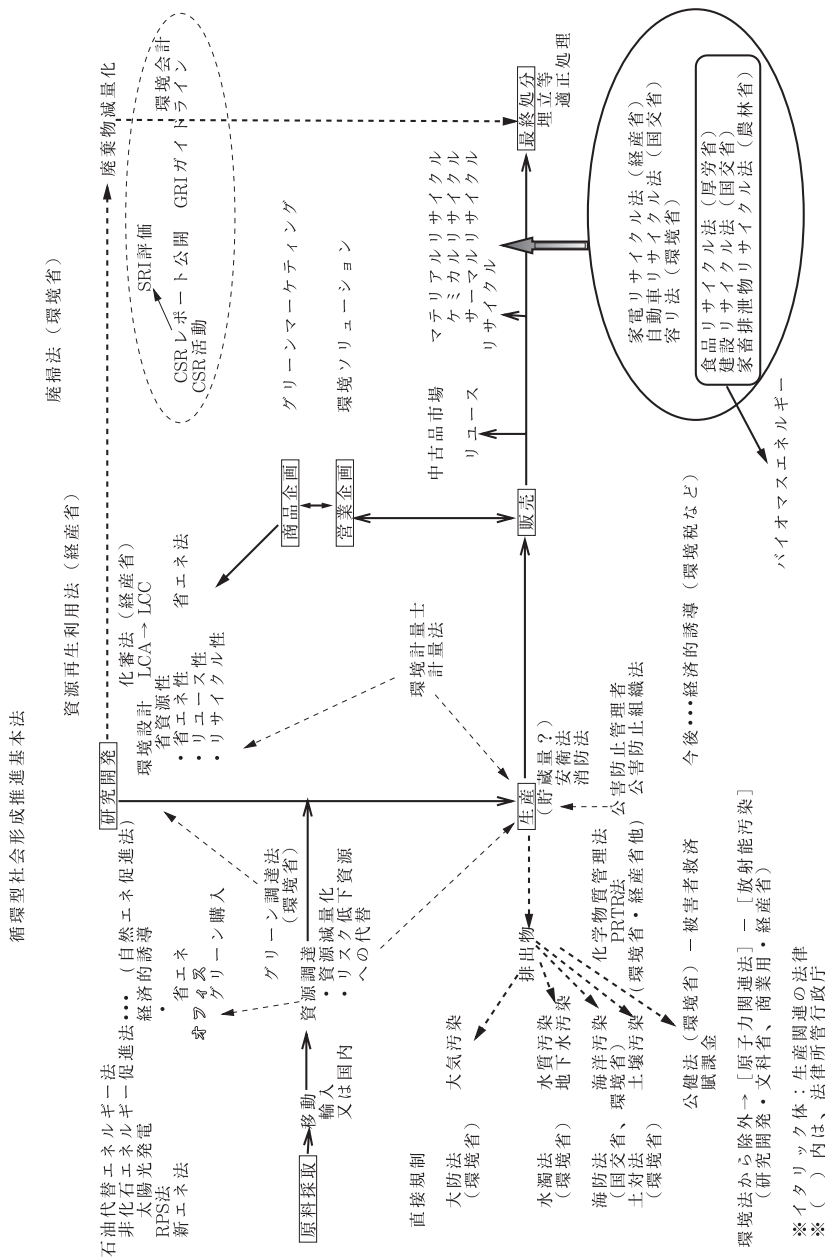 循環型社会形成推進基本法
資源再生利用法（経産省）
廃掃法（環境省）
石油代替エネルギー法
非化石エネルギー促進法･･･（自然エネ促進法）
太陽光発電
経済的誘導
RPS法
新エネ法
・省エネ
オフィス
グリーン購入
研究開発
化審法（経産省）
環境設計 LCA→LCC
省資源性
・省エネ性
・リユース性
・リサイクル性
省エネ法
廃棄物減量化
SRI評価
CSRレポート公開
CSR活動
GRIガイドライン
環境会計
グリーン調達法
（環境省）
原料採取
移動
輸入
又は国内
資源調達
・資源減量化
・リスク低下資源
への代替
商品企画
営業企画
グリーンマーケティング
環境ソリューション
環境計量士
計量法
直接規制
大防法
（環境省）
大気汚染
水濁法
（環境省）
水質汚染
地下水汚染
海防法
（国交省、環境省）
海洋汚染
土対法
（環境省）
土壌汚染
排出物
化学物質管理法
PRTR法
（環境省・経産省他）
生産
（貯蔵量？）
安衛法
消防法
公害防止管理者
公害防止組織法
販売
中古品市場
リユース
マテリアルリサイクル
ケミカルリサイクル
サーマルリサイクル
リサイクル
最終処分
埋立等
適正処理
家電リサイクル法（経産省）
自動車リサイクル法（国交省）
容リ法（環境省）
食品リサイクル法（厚労省）
建設リサイクル法（国交省）
家畜排泄物リサイクル法（農林省）
バイオマスエネルギー
公健法（環境省）－被害者救済
賦課金
今後･･･経済的誘導（環境税など）
環境法から除外→［原子力関連法］－［放射能汚染］
（研究開発・文科省、商業用・経産省）
※イタリック体：生産関連の法律
※（　）内は、法律所管行政庁